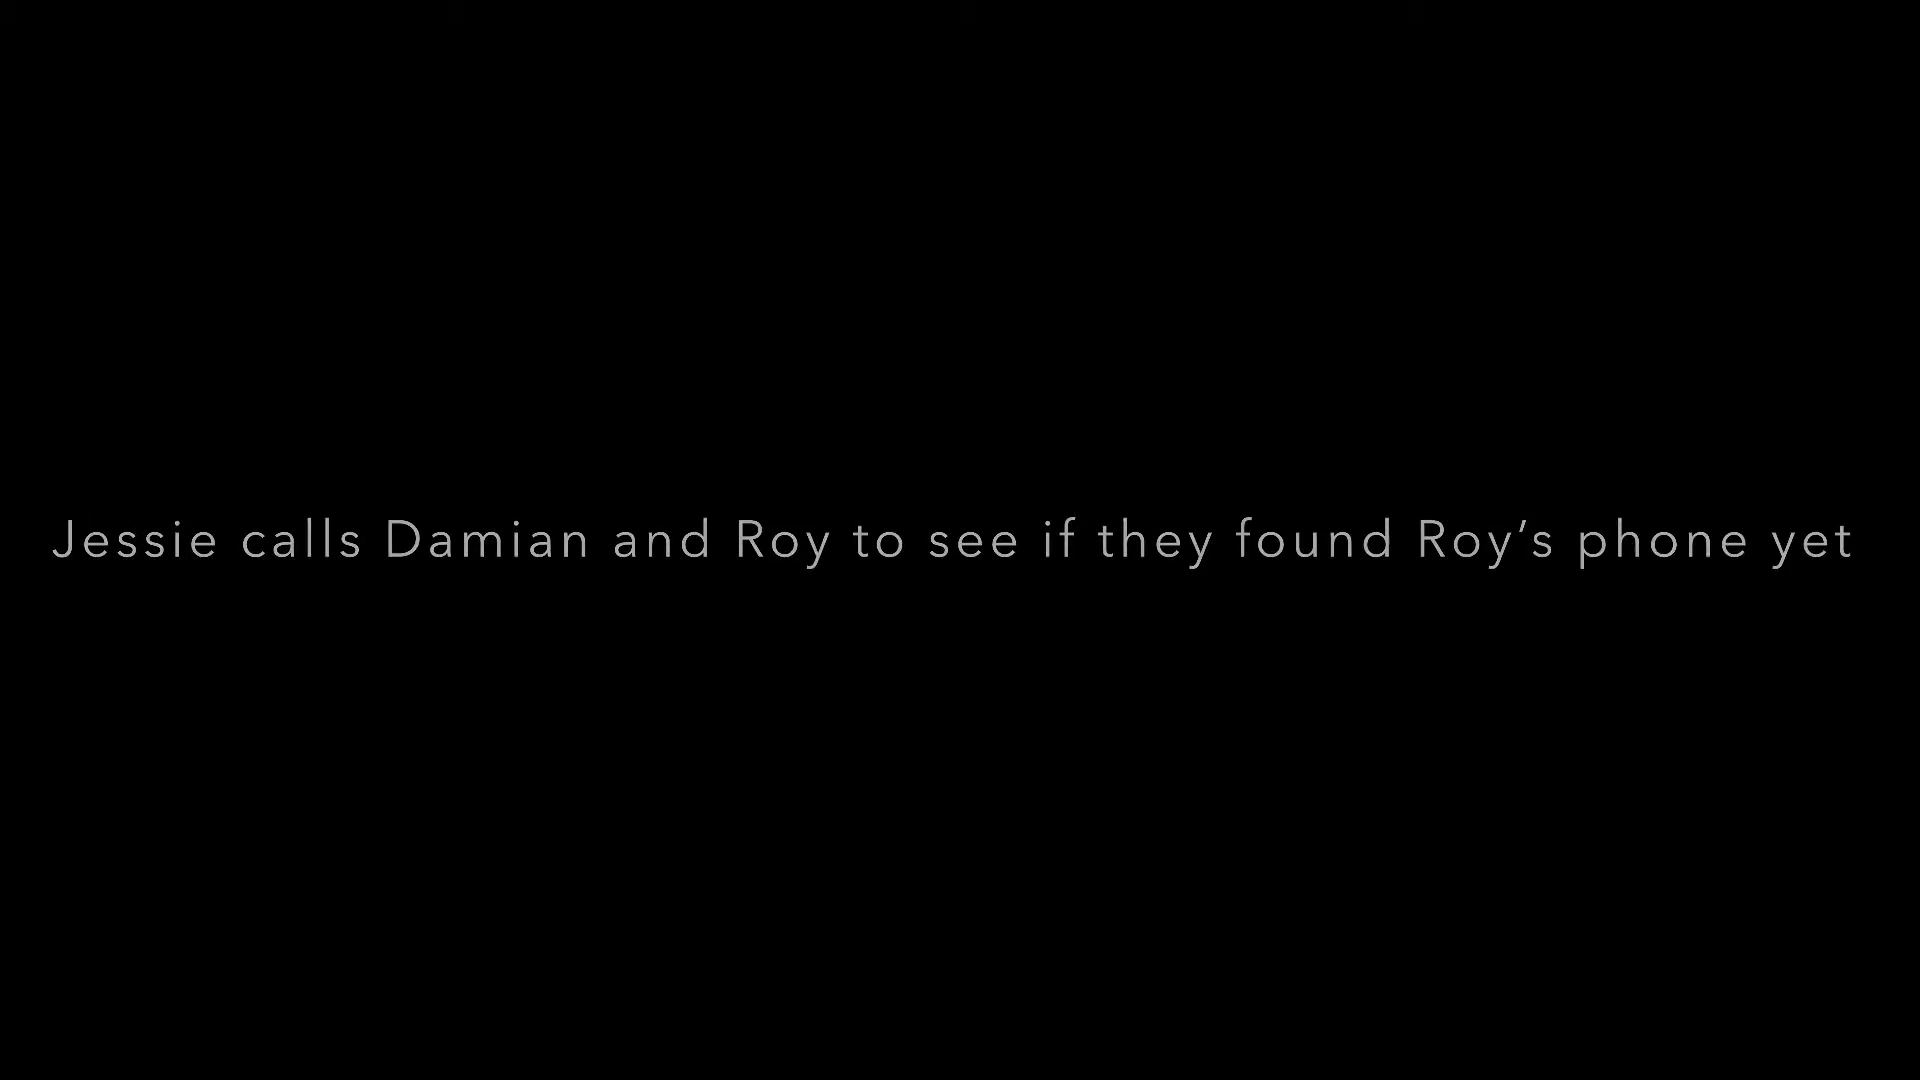 Jessie calls Damian and Roy to see if they found Roy‘s phone yet